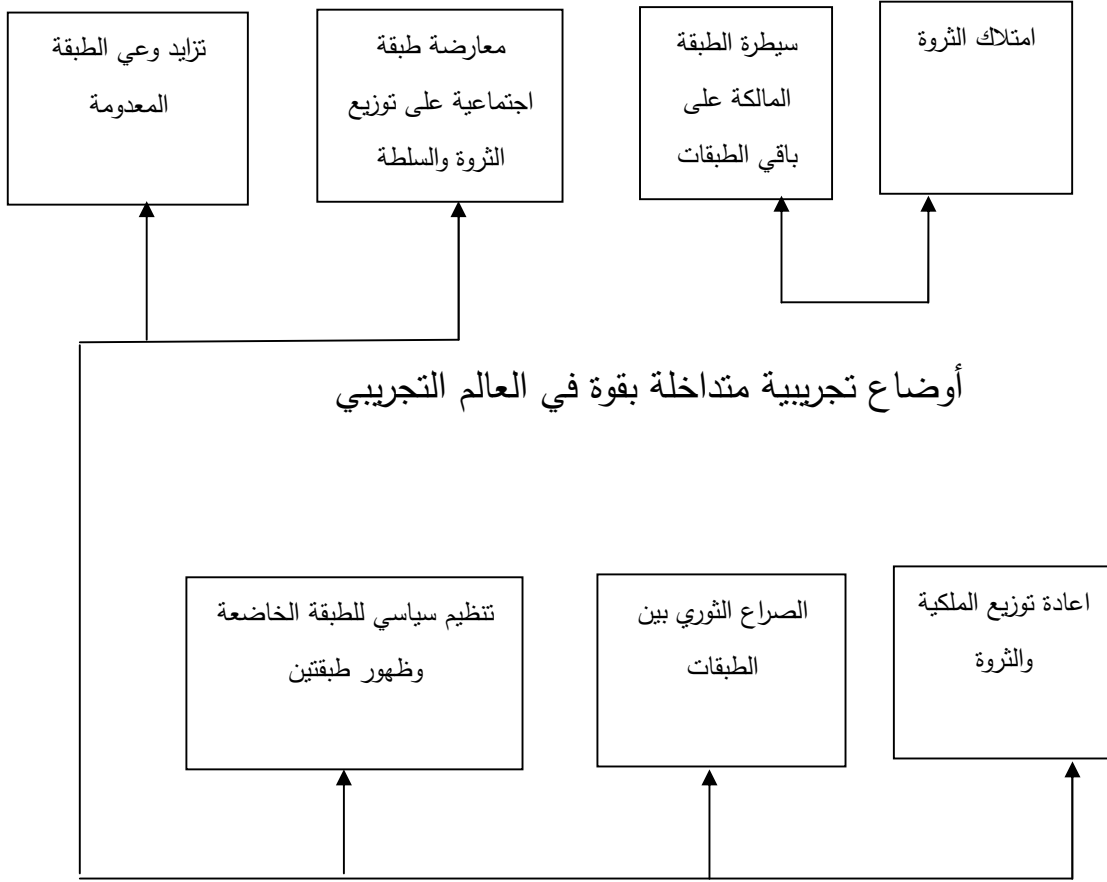 امتلاك الثروة
سيطرة الطبقة
المالكة على
باقي الطبقات
معارضة طبقة
اجتماعية على توزيع
الثروة والسلطة
تزايد وعي الطبقة
المعدومة
أوضاع تجريبية متداخلة بقوة في العالم التجريبي
اعادة توزيع الملكية
والثروة
الصراع الثوري بين
الطبقات
تنظيم سياسي للطبقة الخاضعة
وظهور طبقتين